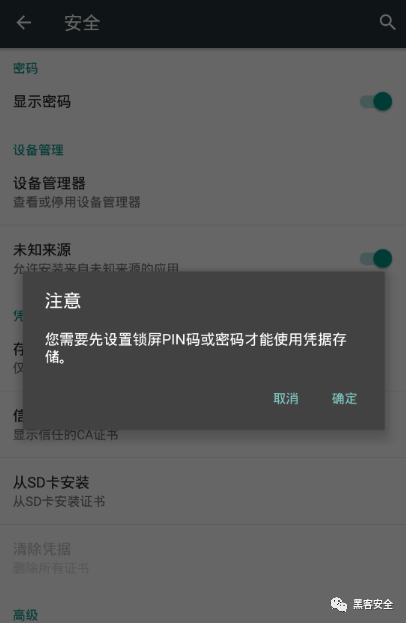 安全
密码
显示密码
设备管理
设备管理器
查看或停用设备管理器
未知来源
允许安装来自未知来源的应用
凭
注意
您需要先设置锁屏PIN码或密码才能使用凭据存
储。
取消
确定
存
仅
信
显示信任的CA证书
从SD卡安装
从SD卡安装证书
清除凭据
删除所有证书
高级
黑客安全